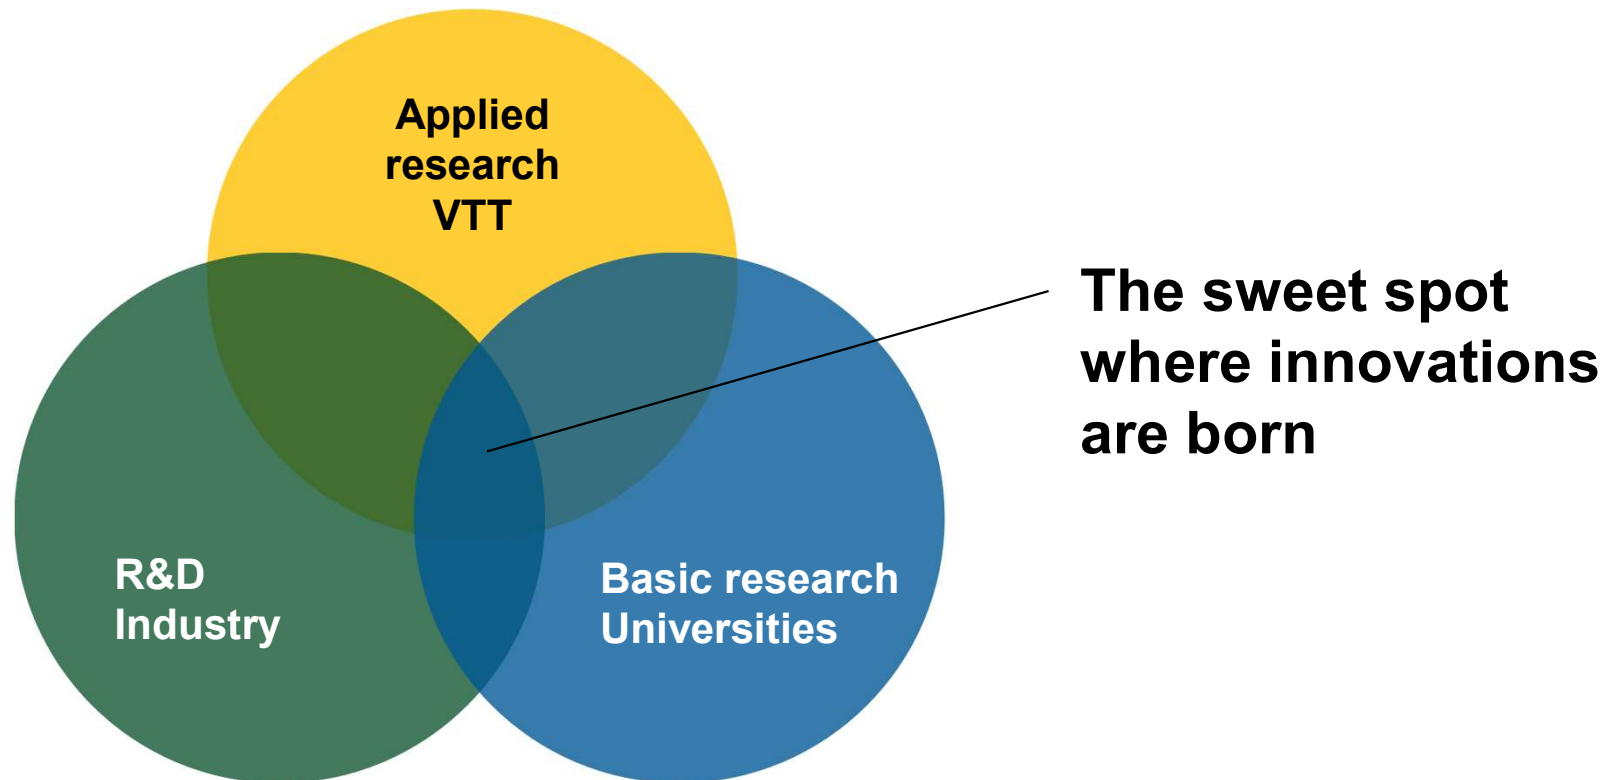 Applied
research
VTT
The sweet spot
where innovations
are born
R&D
Industry
Basic research
Universities